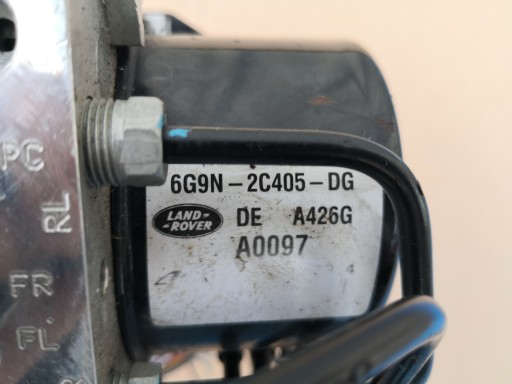 PC
RL
FR
FL
6G9N-2C405-DG
LAND-
-ROVER
DE A426G
A0097